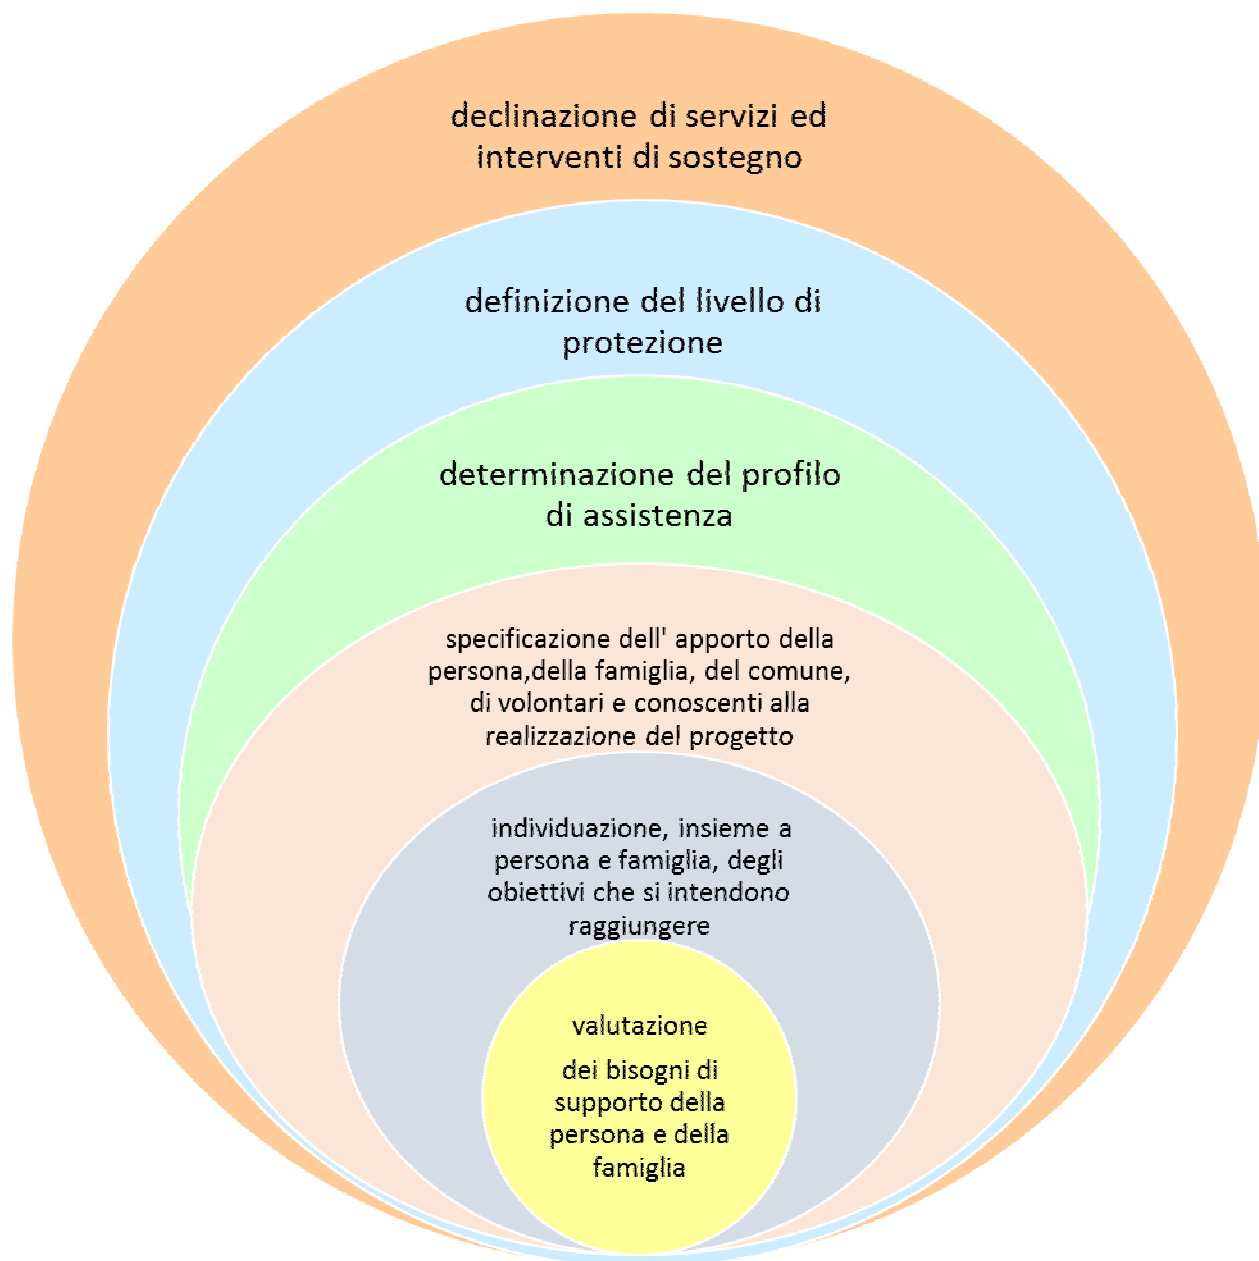 declinazione di servizi ed
interventi di sostegno
definizione del livello di
protezione
determinazione del profilo
di assistenza
specificazione dell' apporto della
persona,della famiglia, del comune,
di volontari e conoscenti alla
realizzazione del progetto
individuazione, insieme a
persona e famiglia, degli
obiettivi che si intendono
raggiungere
valutazione
dei bisogni di
supporto della
persona e della
famiglia